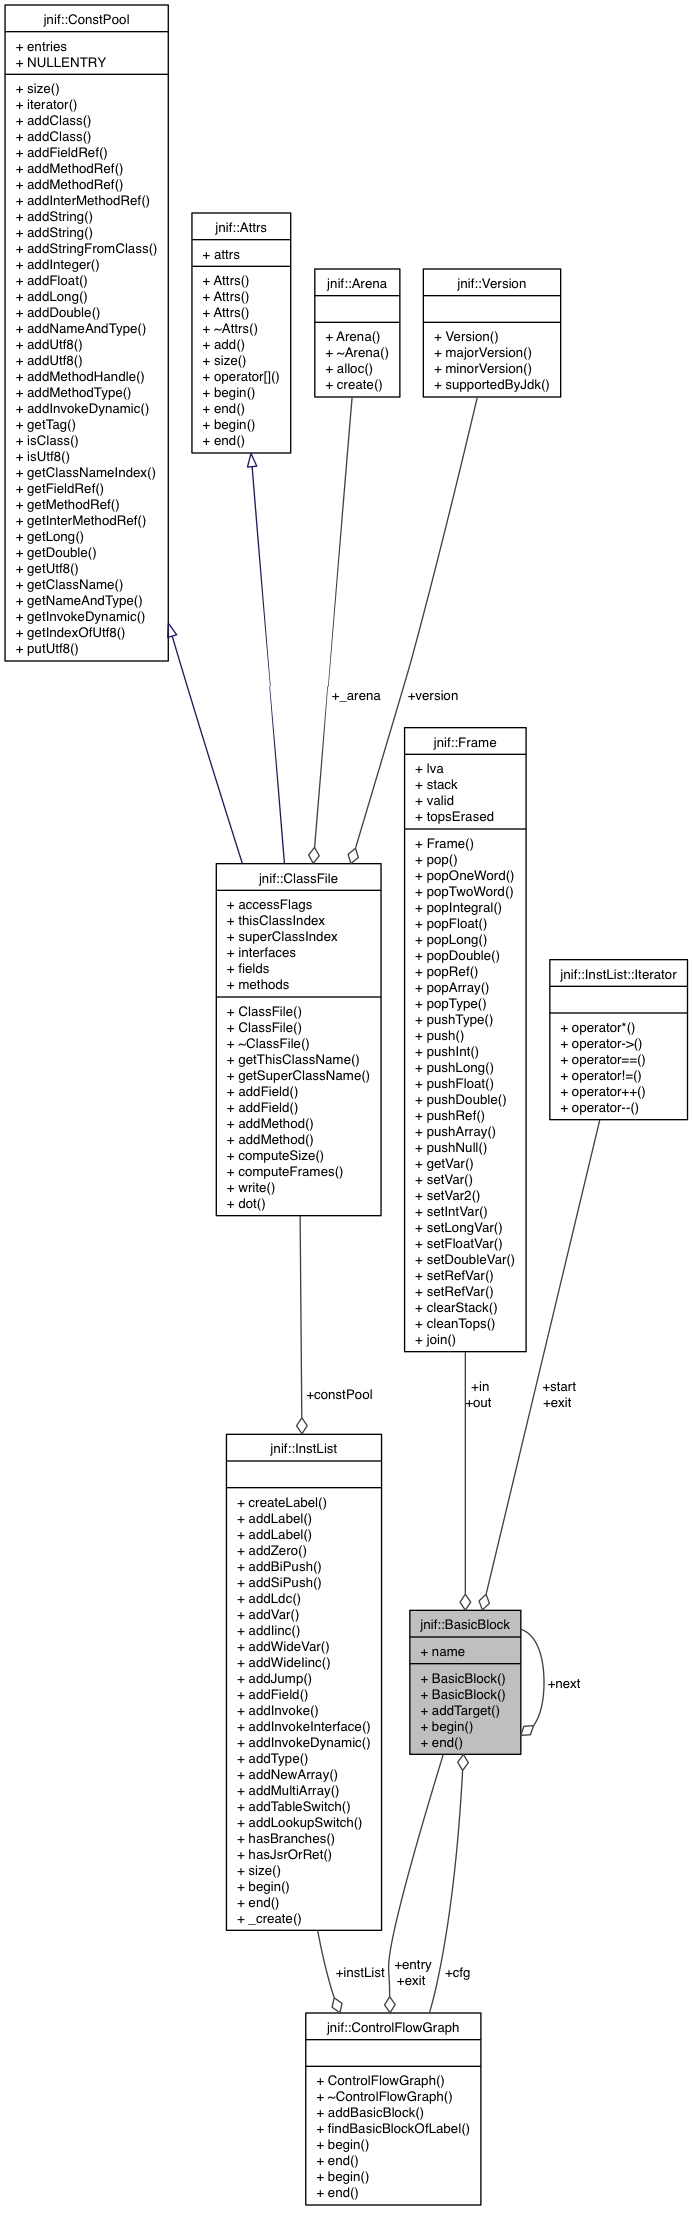 jnif::ConstPool
+ entries
+ NULLENTRY
+ size()
+ iterator()
+ addClass()
+ addClass()
+ addFieldRef()
+ addMethodRef()
+ addMethodRef()
+ addInterMethodRef()
+ addString()
+ addString()
+ addStringFromClass()
+ addInteger()
+ addFloat()
+ addLong()
+ addDouble()
+ addNameAndType()
+ addUtf8()
+ addUtf8()
+ addMethodHandle()
+ addMethodType()
+ addInvokeDynamic()
+ getTag()
+ isClass()
+ isUtf8()
+ getClassNameIndex()
+ getFieldRef()
+ getMethodRef()
+ getInterMethodRef()
+ getLong()
+ getDouble()
+ getUtf8()
+ getClassName()
+ getNameAndType()
+ getInvokeDynamic()
+ getIndexOfUtf8()
+ putUtf8()
jnif::Attrs
+ attrs
+ Attrs()
+ Attrs()
+ Attrs()
+ ~Attrs()
+ add()
+ size()
+ operator[]()
+ begin()
+ end()
+ begin()
+ end()
jnif::Arena
+ Arena()
+ ~Arena()
+ alloc()
+ create()
jnif::Version
+ Version()
+ majorVersion()
+ minorVersion()
+ supportedByJdk()
+_arena
+version
jnif::Frame
+ lva
+ stack
+ valid
+ topsErased
+ Frame()
+ pop()
+ popOneWord()
+ popTwoWord()
+ popIntegral()
+ popFloat()
+ popLong()
+ popDouble()
+ popRef()
+ popArray()
+ popType()
+ pushType()
+ push()
+ pushInt()
+ pushLong()
+ pushFloat()
+ pushDouble()
+ pushRef()
+ pushArray()
+ pushNull()
+ getVar()
+ setVar()
+ setVar2()
+ setIntVar()
+ setLongVar()
+ setFloatVar()
+ setDoubleVar()
+ setRefVar()
+ setRefVar()
+ clearStack()
+ cleanTops()
+ join()
jnif::ClassFile
+ accessFlags
+ thisClassIndex
+ superClassIndex
+ interfaces
+ fields
+ methods
+ ClassFile()
+ ClassFile()
+ ~ClassFile()
+ getThisClassName()
+ getSuperClassName()
+ addField()
+ addField()
+ addMethod()
+ addMethod()
+ computeSize()
+ computeFrames()
+ write()
+ dot()
jnif::InstList::Iterator
+ operator*()
+ operator->()
+ operator==()
+ operator!=()
+ operator++()
+ operator--()
+constPool
+in
+out
+start
+exit
jnif::InstList
+ createLabel()
+ addLabel()
+ addLabel()
+ addZero()
+ addBiPush()
+ addSiPush()
+ addLdc()
+ addVar()
+ addIinc()
+ addWideVar()
+ addWideIinc()
+ addJump()
+ addField()
+ addInvoke()
+ addInvokeInterface()
+ addInvokeDynamic()
+ addType()
+ addNewArray()
+ addMultiArray()
+ addTableSwitch()
+ addLookupSwitch()
+ hasBranches()
+ hasJsrOrRet()
+ size()
+ begin()
+ end()
+ _create()
jnif::BasicBlock
+ name
+ BasicBlock()
+ BasicBlock()
+ addTarget()
+ begin()
+ end()
+next
+instList
+entry
+exit
+cfg
jnif::ControlFlowGraph
+ ControlFlowGraph()
+ ~ControlFlowGraph()
+ addBasicBlock()
+ findBasicBlockOfLabel()
+ begin()
+ end()
+ begin()
+ end()